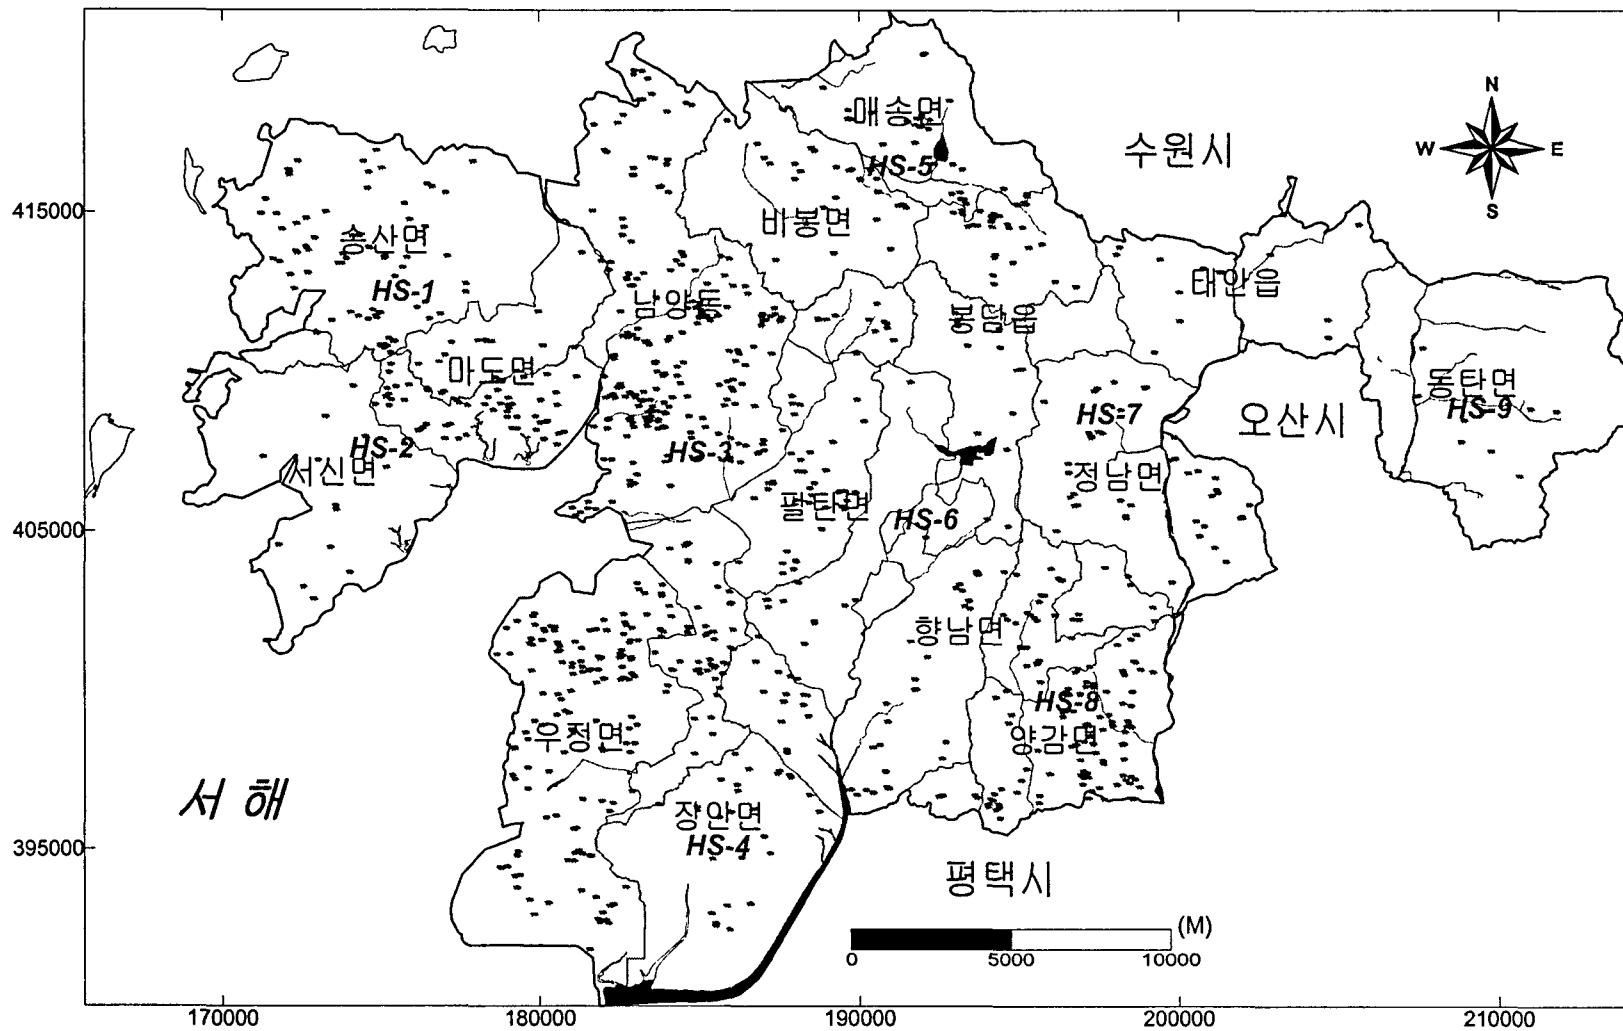 N
매송면
수원시
W E
HS-5
S
415000
비봉면
송산면
태안읍
HS-1
남양동
봉담읍
마도면
동탄면
HS-7
오산시
HS-9
HS-2
HS-3
서신면
정남면
팔탄면
HS-6
405000
향남면
HS-8
우정면
양감면
서 해
장안면
HS-4
395000
평택시
(M)
0 5000 10000
170000 180000 190000 200000 210000